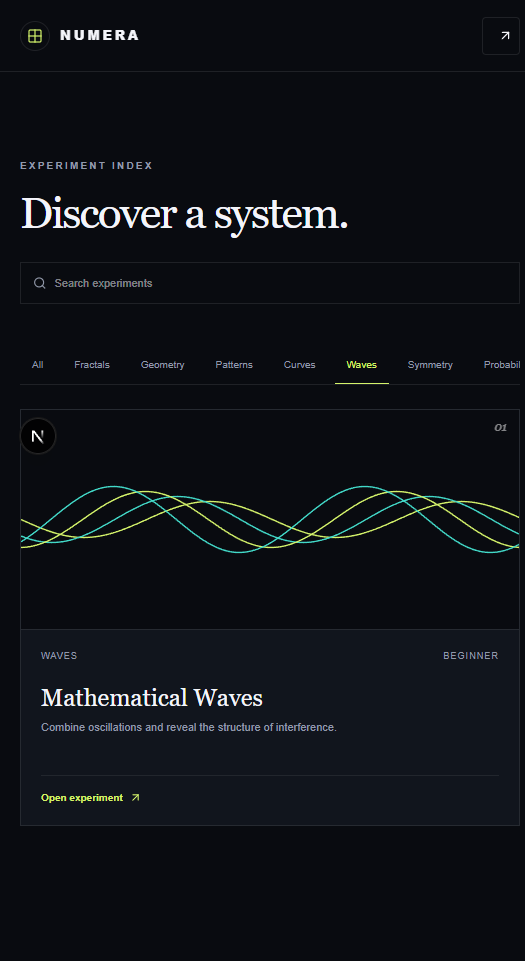 NUMERA
EXPERIMENT INDEX
Discover a system.
Search experiments
All Fractals Geometry Patterns Curves Waves Symmetry Probabil
N
01
WAVES BEGINNER
Mathematical Waves
Combine oscillations and reveal the structure of interference.
Open experiment